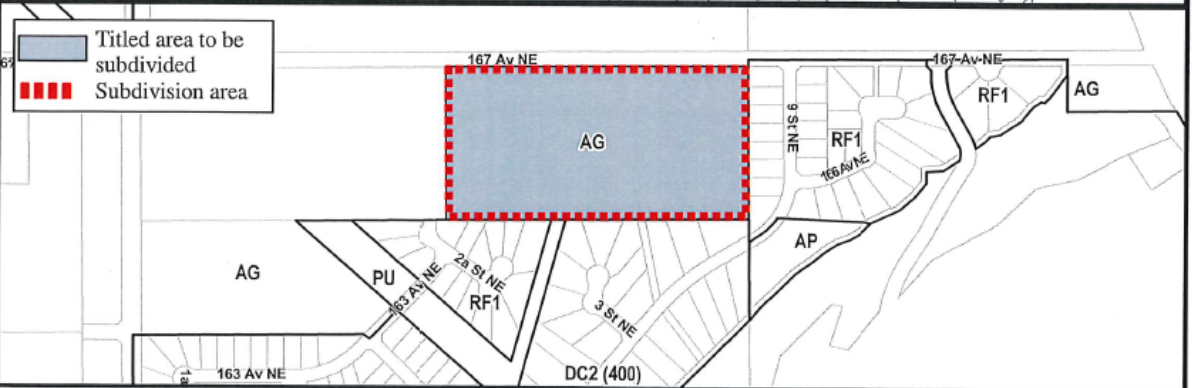 Titled area to be
subdivided
Subdivision area
167 Av NE
167 Av NE
AG
RF1
AG
9 St NE
RF1
166 Av NE
AP
AG
PU
2a St NE
163 Av NE
RF1
3 St NE
163 Av NE
DC2 (400)